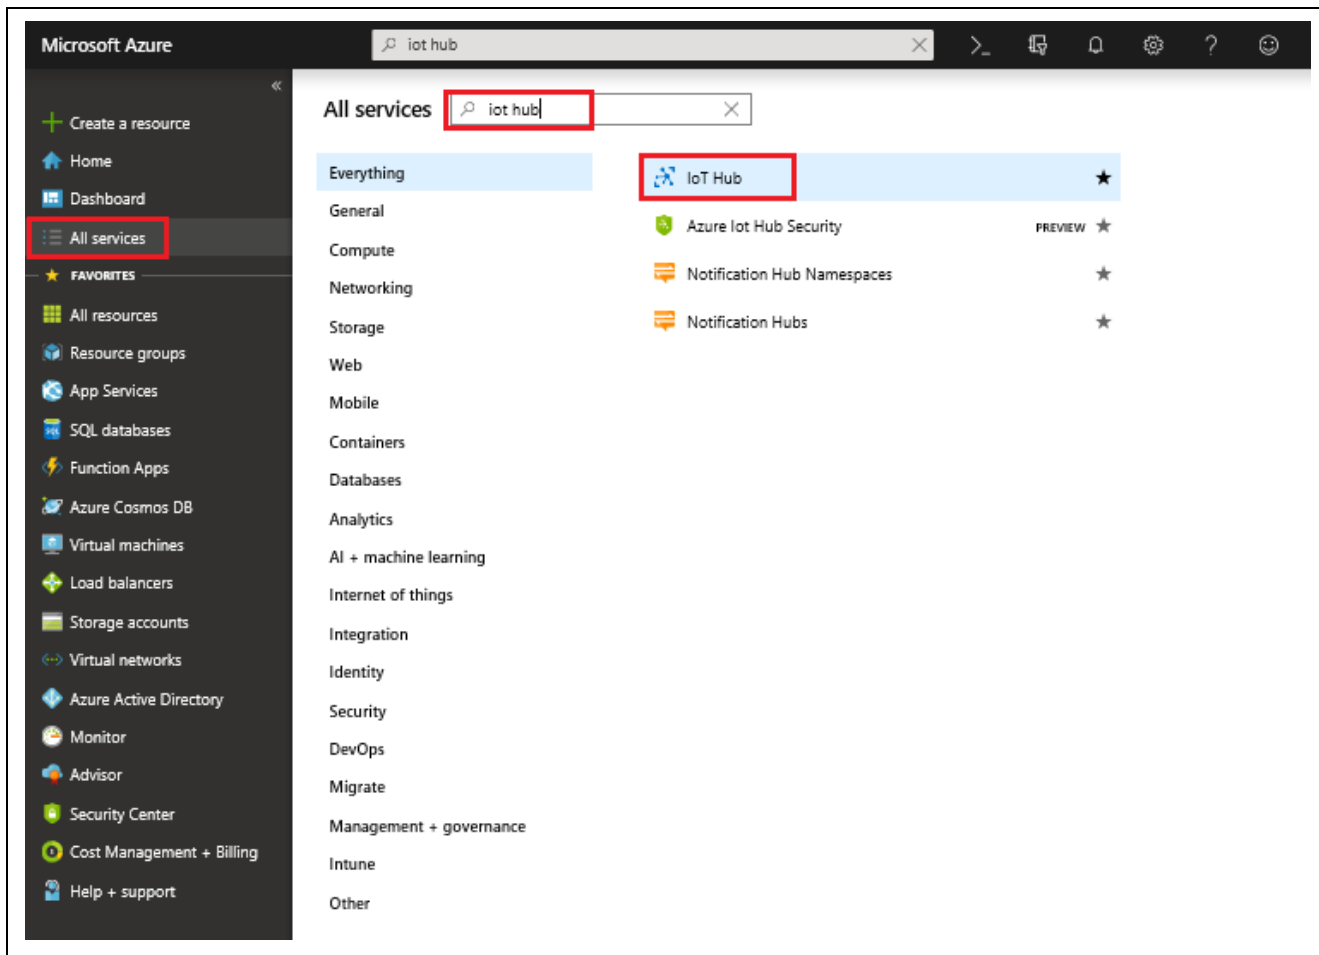 Microsoft Azure
iot hub
Create a resource
Home
Dashboard
All services
FAVORITES
All resources
Resource groups
App Services
SQL databases
Function Apps
Azure Cosmos DB
Virtual machines
Load balancers
Storage accounts
Virtual networks
Azure Active Directory
Monitor
Advisor
Security Center
Cost Management + Billing
Help + support
All services
iot hub
Everything
General
Compute
Networking
Storage
Web
Mobile
Containers
Databases
Analytics
AI + machine learning
Internet of things
Integration
Identity
Security
DevOps
Migrate
Management + governance
Intune
Other
IoT Hub
Azure Iot Hub Security PREVIEW
Notification Hub Namespaces
Notification Hubs